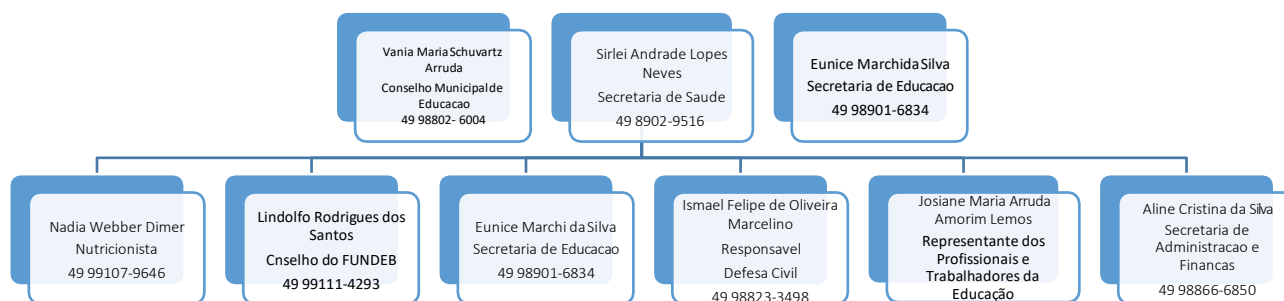 Vania Maria Schuvartz
Arruda
Conselho Municipal de
Educacao
49 98802- 6004
Sirlei Andrade Lopes
Neves
Secretaria de Saude
49 8902-9516
Eunice Marchida Silva
Secretaria de Educacao
49 98901-6834
Nadia Webber Dimer
Nutricionista
49 99107-9646
Lindolfo Rodrigues dos
Santos
Cnselho do FUNDEB
49 99111-4293
Eunice Marchi da Silva
Secretaria de Educacao
49 98901-6834
Ismael Felipe de Oliveira
Marcelino
Responsavel
Defesa Civil
49 98823-3498
Josiane Maria Arruda
Amorim Lemos
Representante dos
Profissionais e
Trabalhadores da
Educação
Aline Cristina da Silva
Secretaria de
Administracao e
Financas
49 98866-6850